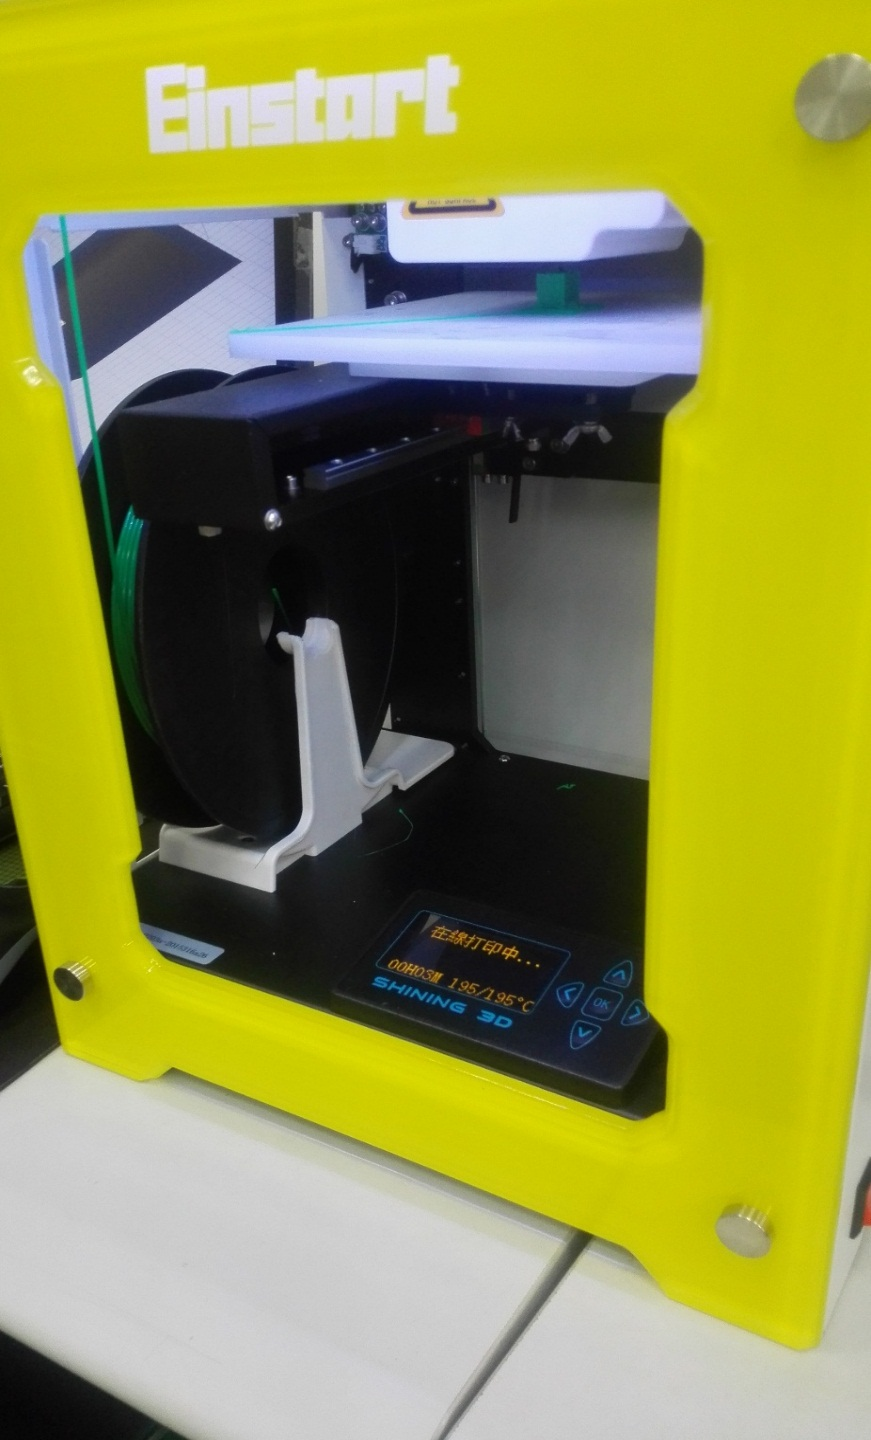 Einstart
在線打印中...
00H03M 195/195°C
SHINING 3D
OK